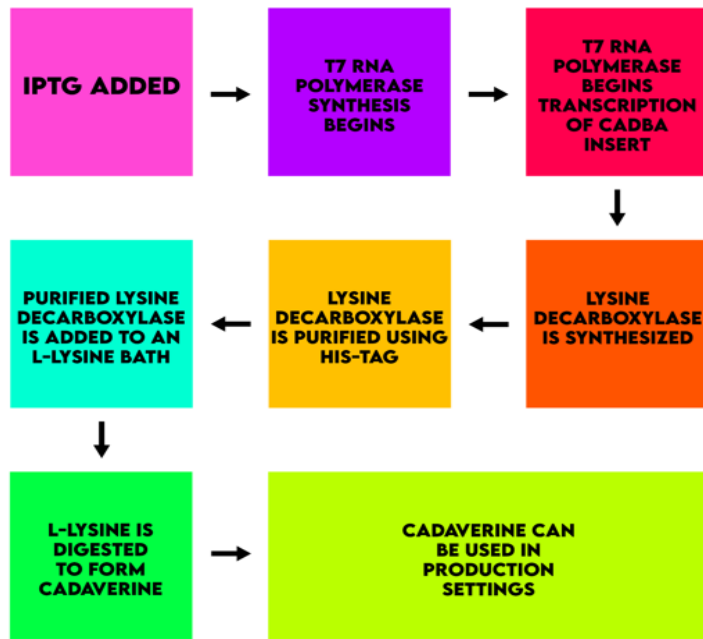 IPTG ADDED
T7 RNA
POLYMERASE
SYNTHESIS
BEGINS
T7 RNA
POLYMERASE
BEGINS
TRANSCRIPTION
OF CADBA
INSERT
LYSINE
DECARBOXYLASE
IS SYNTHESIZED
LYSINE
DECARBOXYLASE
IS PURIFIED USING
HIS-TAG
PURIFIED LYSINE
DECARBOXYLASE
IS ADDED TO AN
L-LYSINE BATH
L-LYSINE IS
DIGESTED
TO FORM
CADAVERINE
CADAVERINE CAN
BE USED IN
PRODUCTION
SETTINGS